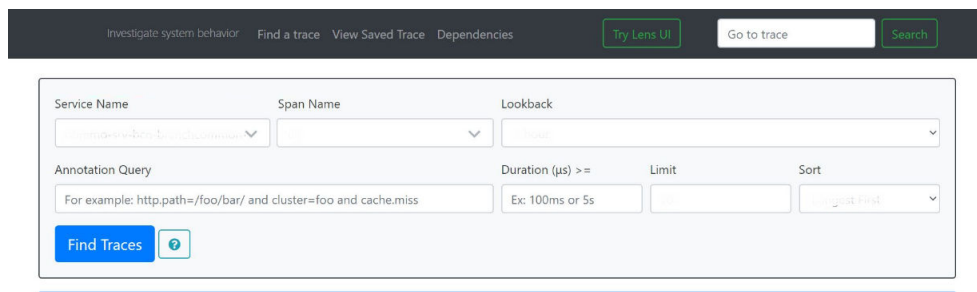 Investigate system behavior Find a trace View Saved Trace Dependencies Try Lens UI Go to trace Search
Service Name Span Name Lookback
Annotation Query Duration (μs) >= Limit Sort
For example: http.path=/foo/bar/ and cluster=foo and cache.miss Ex: 100ms or 5s
Find Traces ?